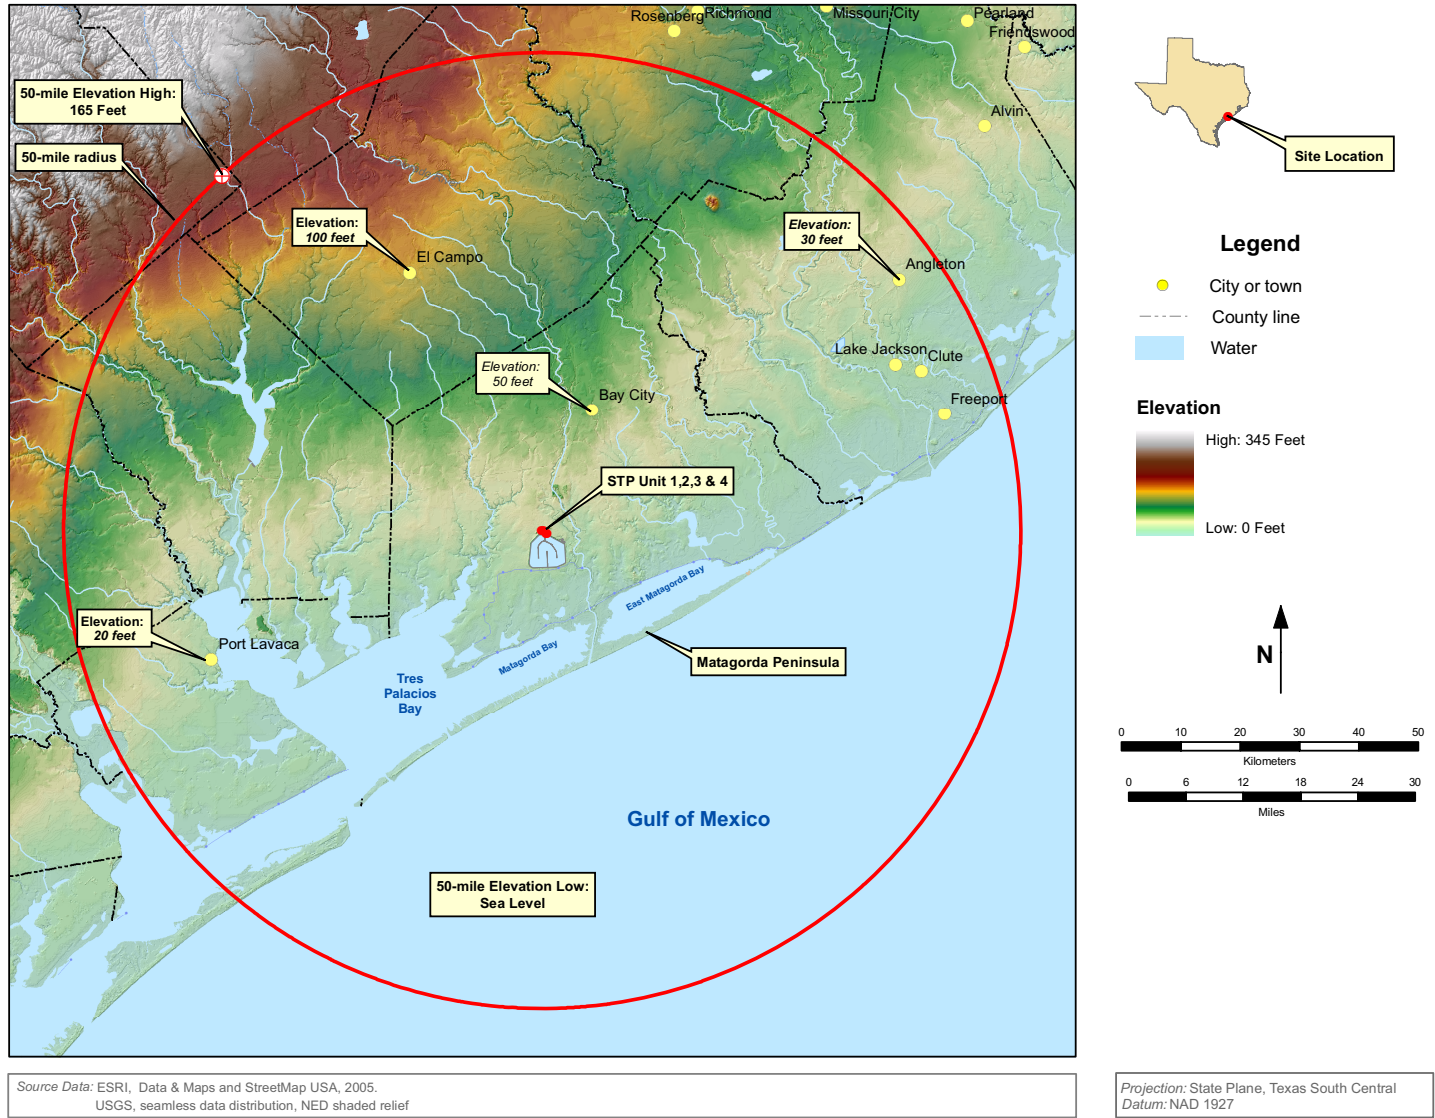 Rosenberg
Richmond
Missouri City
Pearland
Friendswood
Alvin
50-mile Elevation High:
165 Feet
50-mile radius
Elevation:
100 feet
El Campo
Elevation:
30 feet
Angleton
Elevation:
50 feet
Bay City
Lake Jackson
Clute
Freeport
STP Unit 1,2,3 & 4
Elevation:
20 feet
Port Lavaca
East Matagorda Bay
Matagorda Bay
Matagorda Peninsula
Tres
Palacios
Bay
Gulf of Mexico
50-mile Elevation Low:
Sea Level
Site Location
Legend
City or town
County line
Water
Elevation
High: 345 Feet
Low: 0 Feet
N
0 10 20 30 40 50
Kilometers
0 6 12 18 24 30
Miles
Source Data: ESRI, Data & Maps and StreetMap USA, 2005.
USGS, seamless data distribution, NED shaded relief
Projection: State Plane, Texas South Central
Datum: NAD 1927